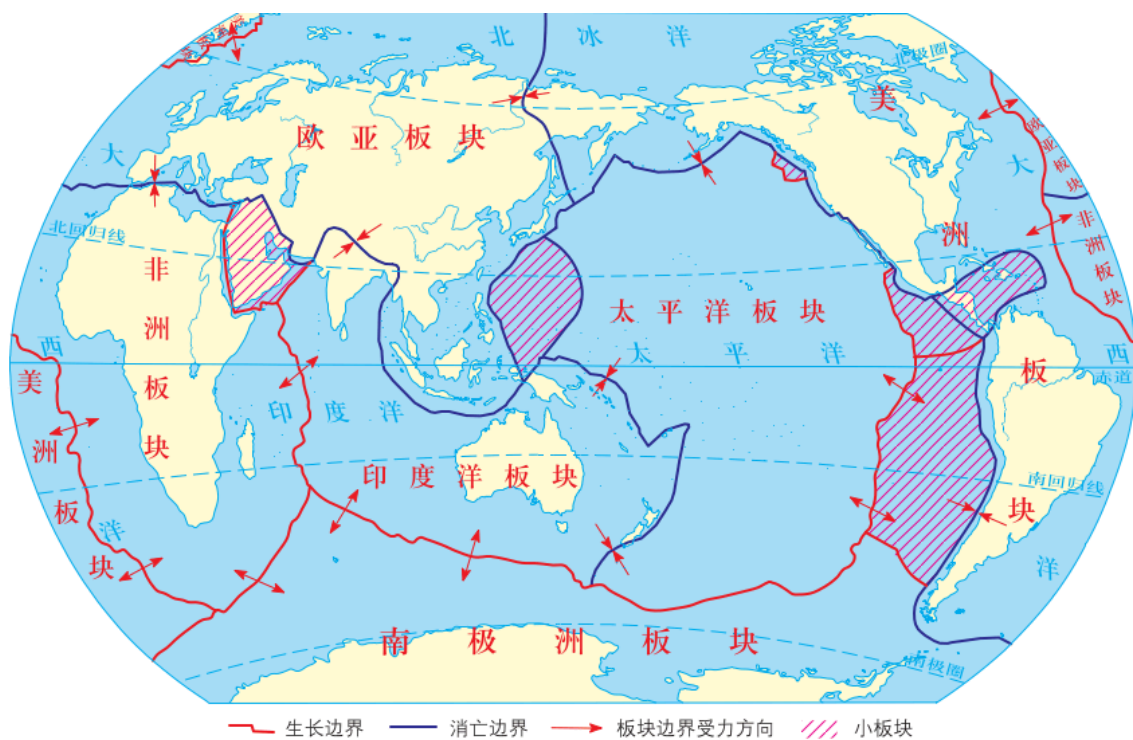 北冰洋
北极圈
美
欧亚板块
大
大
欧亚板块
北回归线
洲
非洲板块
非洲板块
太平洋板块
太平洋
西
西
赤道
板
美洲板块
印度洋
印度洋板块
南回归线
块
洋
洋
南极洲板块
南极圈
生长边界 消亡边界 板块边界受力方向 小板块